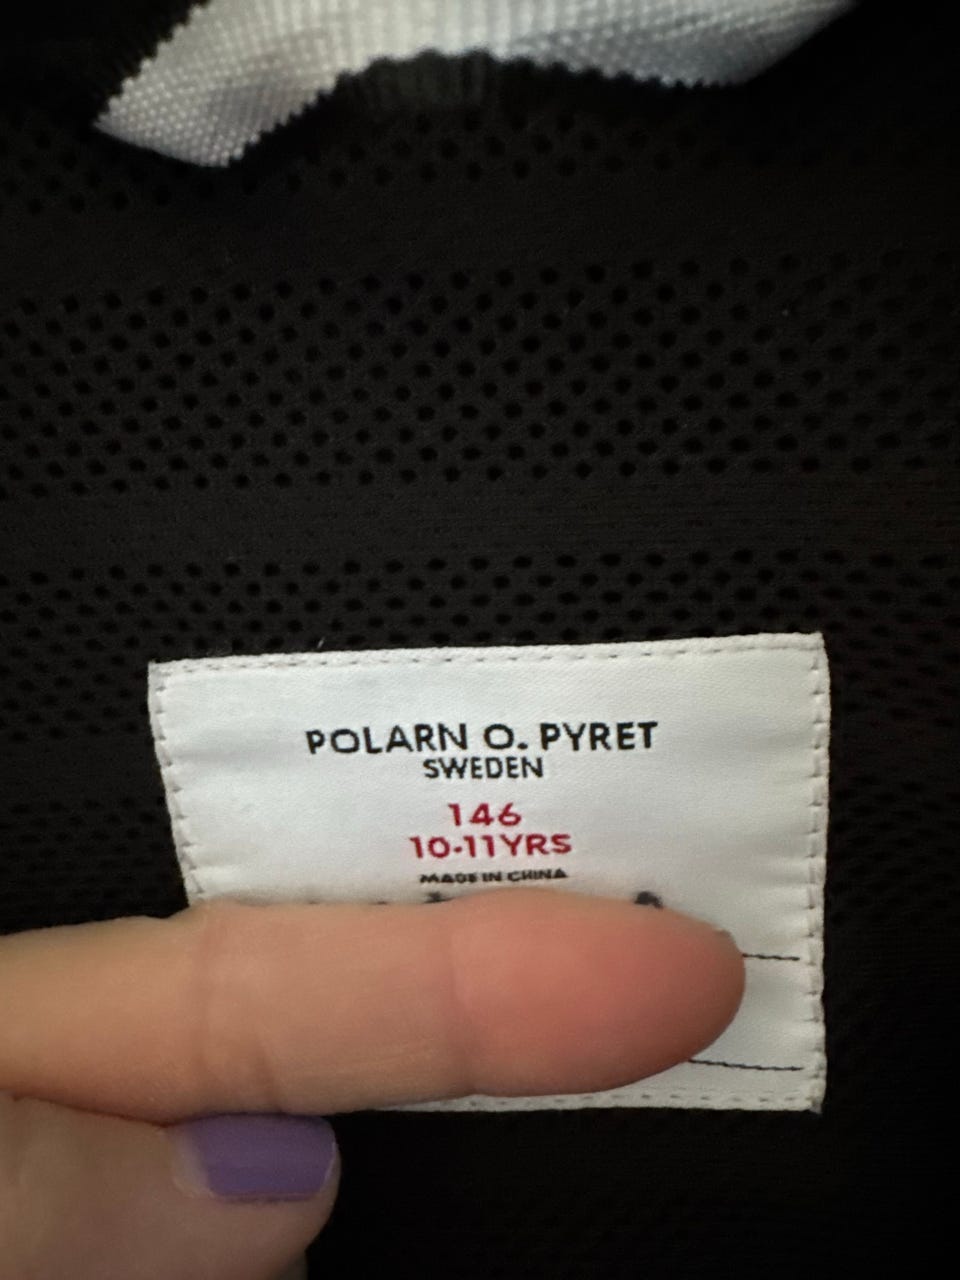 POLARN O. PYRET
SWEDEN
146
10-11YRS
MADE IN CHINA